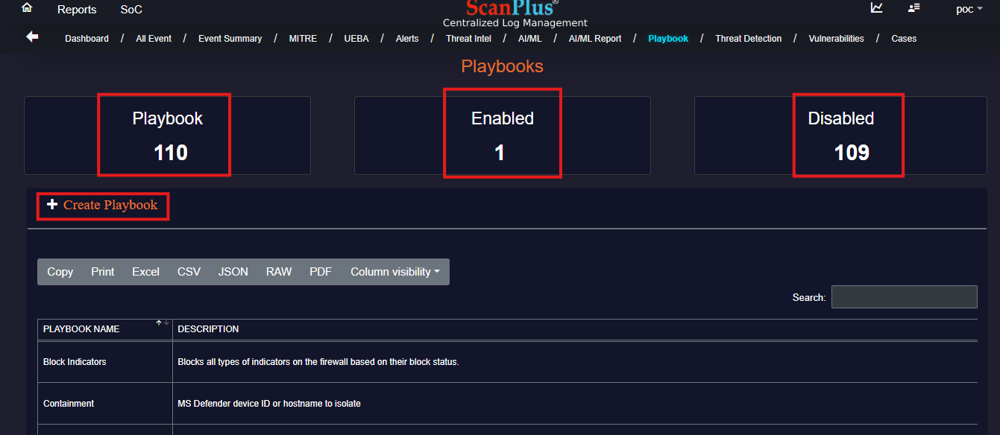 Reports SoC
ScanPlus®
Centralized Log Management
poc
Dashboard / All Event / Event Summary / MITRE / UEBA / Alerts / Threat Intel / AI/ML / AI/ML Report / Playbook / Threat Detection / Vulnerabilities / Cases
Playbooks
Playbook
110
Enabled
1
Disabled
109
+ Create Playbook
Copy Print Excel CSV JSON RAW PDF Column visibility
Search:
PLAYBOOK NAME DESCRIPTION
Block Indicators Blocks all types of indicators on the firewall based on their block status.
Containment MS Defender device ID or hostname to isolate